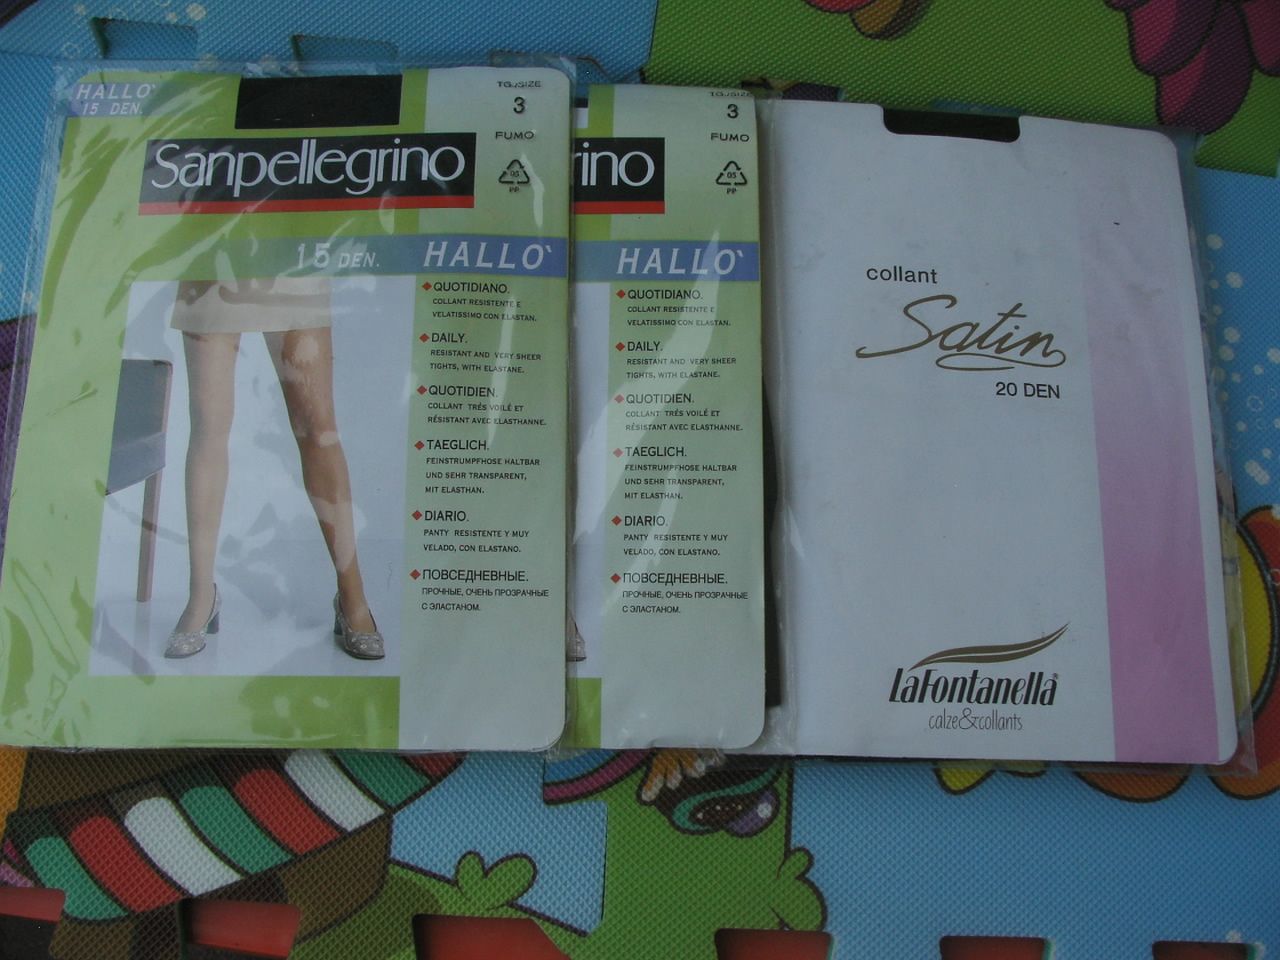 HALLO`
15 DEN.
TG./SIZE
3
FUMO
05
PP
Sanpellegrino
15 DEN. HALLO`
QUOTIDIANO.
COLLANT RESISTENTE E
VELATISSIMO CON ELASTAN.
DAILY.
RESISTANT AND VERY SHEER
TIGHTS, WITH ELASTANE.
QUOTIDIEN.
COLLANT TRÉS VOILÉ ET
RÉSISTANT AVEC ELASTHANNE.
TAEGLICH.
FEINSTRUMPFHOSE HALTBAR
UND SEHR TRANSPARENT,
MIT ELASTHAN.
DIARIO.
PANTY RESISTENTE Y MUY
VELADO, CON ELASTANO.
ПОВСЕДНЕВНЫЕ.
ПРОЧНЫЕ, ОЧЕНЬ ПРОЗРАЧНЫЕ
С ЭЛАСТАНОМ.
TG./SIZE
3
FUMO
05
PP
rino
HALLO`
QUOTIDIANO.
COLLANT RESISTENTE E
VELATISSIMO CON ELASTAN.
DAILY.
RESISTANT AND VERY SHEER
TIGHTS, WITH ELASTANE.
QUOTIDIEN.
COLLANT TRÉS VOILÉ ET
RÉSISTANT AVEC ELASTHANNE.
TAEGLICH.
FEINSTRUMPFHOSE HALTBAR
UND SEHR TRANSPARENT,
MIT ELASTHAN.
DIARIO.
PANTY RESISTENTE Y MUY
VELADO, CON ELASTANO.
ПОВСЕДНЕВНЫЕ.
ПРОЧНЫЕ, ОЧЕНЬ ПРОЗРАЧНЫЕ
С ЭЛАСТАНОМ.
collant
Satin
20 DEN
LaFontanella®
calze&collants